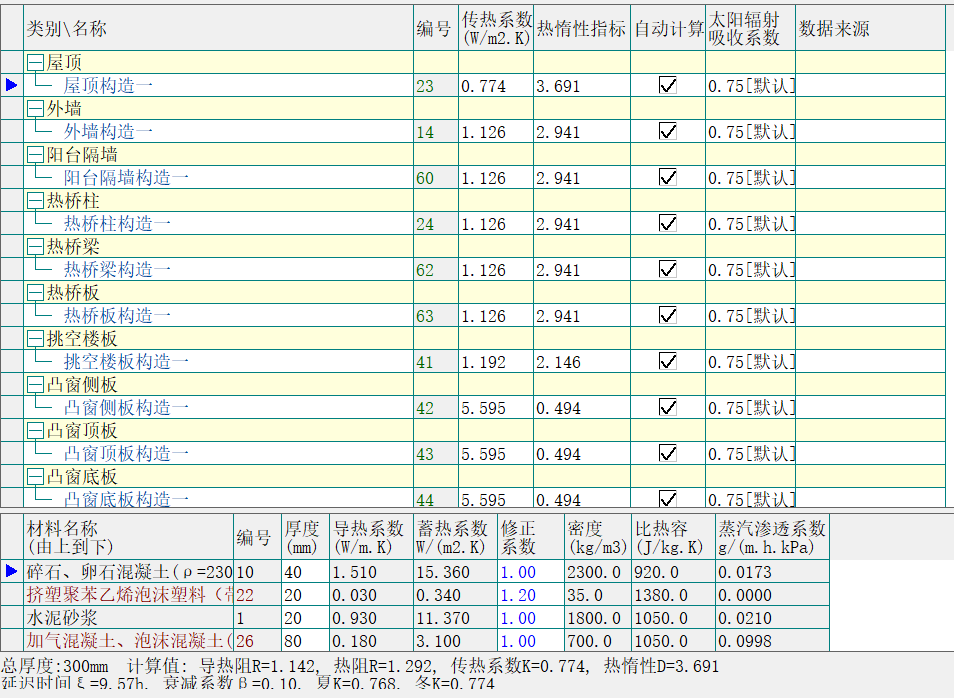 类别\名称 编号 传热系数(W/m2.K) 热惰性指标 自动计算 太阳辐射吸收系数 数据来源
屋顶
屋顶构造一 23 0.774 3.691 0.75[默认]
外墙
外墙构造一 14 1.126 2.941 0.75[默认]
阳台隔墙
阳台隔墙构造一 60 1.126 2.941 0.75[默认]
热桥柱
热桥柱构造一 24 1.126 2.941 0.75[默认]
热桥梁
热桥梁构造一 62 1.126 2.941 0.75[默认]
热桥板
热桥板构造一 63 1.126 2.941 0.75[默认]
挑空楼板
挑空楼板构造一 41 1.192 2.146 0.75[默认]
凸窗侧板
凸窗侧板构造一 42 5.595 0.494 0.75[默认]
凸窗顶板
凸窗顶板构造一 43 5.595 0.494 0.75[默认]
凸窗底板
凸窗底板构造一 44 5.595 0.494 0.75[默认]
材料名称(由上到下) 编号 厚度(mm) 导热系数(W/m.K) 蓄热系数W/(m2.K) 修正系数 密度(kg/m3) 比热容(J/kg.K) 蒸汽渗透系数g/(m.h.kPa)
碎石、卵石混凝土(ρ=230 10 40 1.510 15.360 1.00 2300.0 920.0 0.0173
挤塑聚苯乙烯泡沫塑料（带 22 20 0.030 0.340 1.20 35.0 1380.0 0.0000
水泥砂浆 1 20 0.930 11.370 1.00 1800.0 1050.0 0.0210
加气混凝土、泡沫混凝土( 26 80 0.180 3.100 1.00 700.0 1050.0 0.0998
总厚度:300mm 计算值: 导热阻R=1.142, 热阻R=1.292, 传热系数K=0.774, 热惰性D=3.691
延迟时间ξ=9.57h, 衰减系数β=0.10, 夏K=0.768, 冬K=0.774